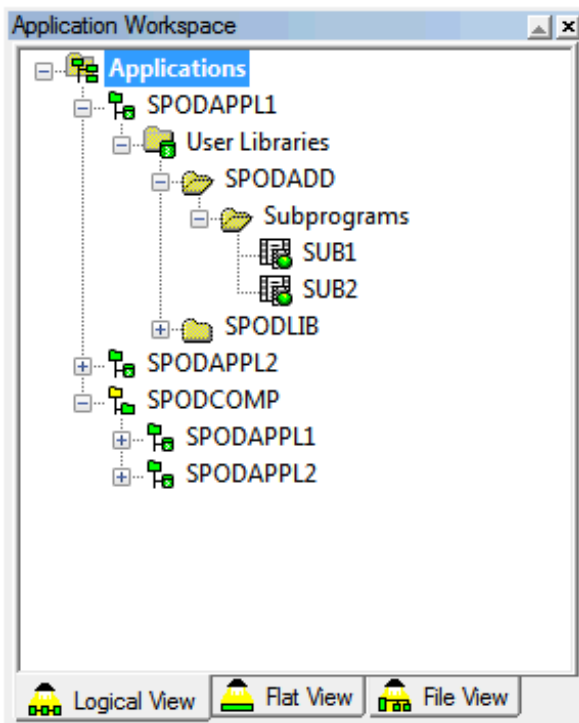 Application Workspace
Applications
SPODAPPL1
User Libraries
SPODADD
Subprograms
SUB1
SUB2
SPODLIB
SPODAPPL2
SPODCOMP
SPODAPPL1
SPODAPPL2
Logical View Flat View File View